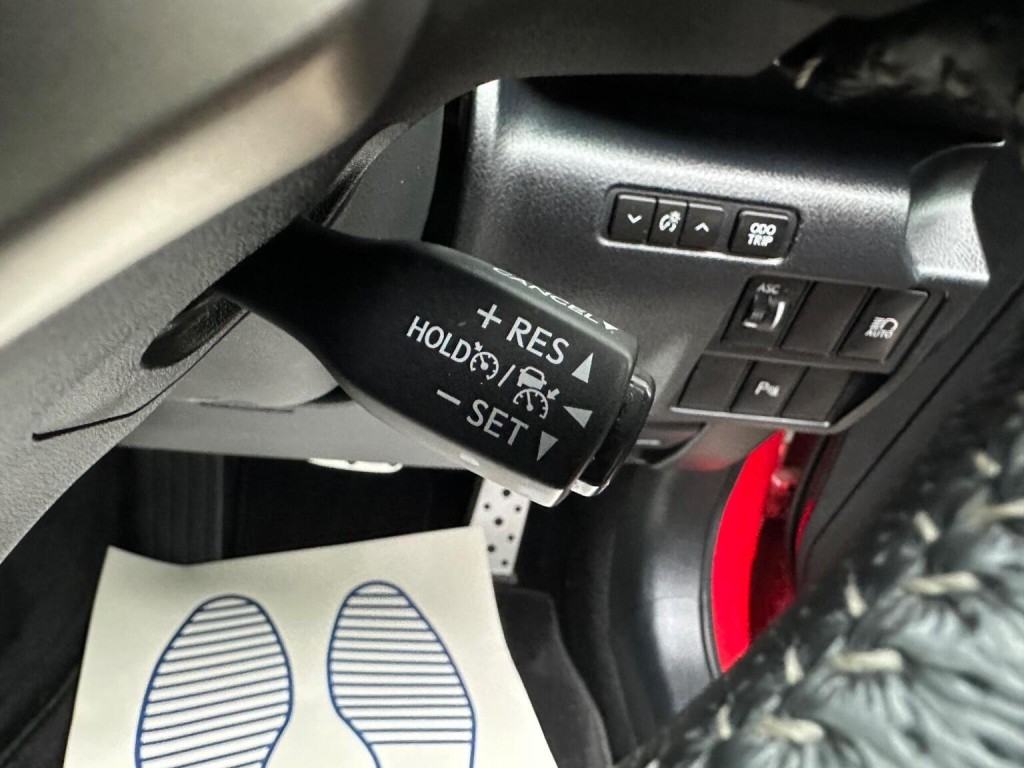 CANCEL▼
+ RES ▲
HOLD / ◀
− SET ▼
ODO
TRIP
ASC
AUTO
P